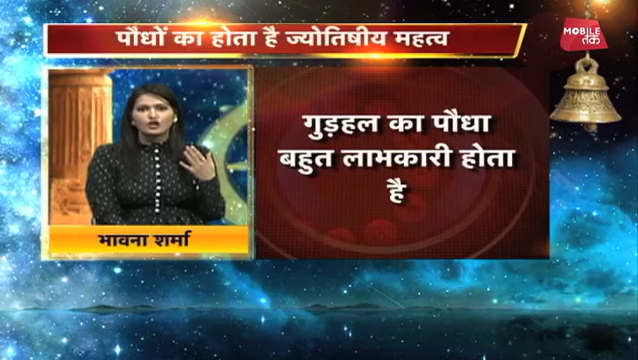 पौधों का होता है ज्योतिषीय महत्व
MOBILE
तक
गुड़हल का पौधा
बहुत लाभकारी होता
है
भावना शर्मा